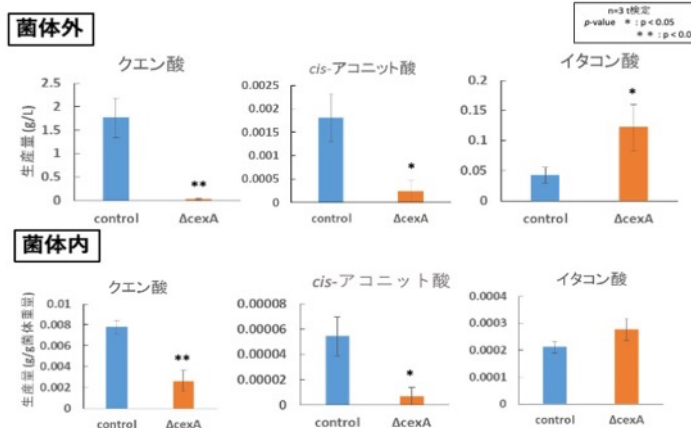 n=3 t検定
p-value * : p < 0.05
** : p < 0.0
菌体外
クエン酸
cis-アコニット酸
イタコン酸
生産量 (g/L)
2.5
2
1.5
1
0.5
0
control ΔcexA
0.0025
0.002
0.0015
0.001
0.0005
0
control ΔcexA
0.2
0.15
0.1
0.05
0
control ΔcexA
**
*
*
菌体内
クエン酸
cis-アコニット酸
イタコン酸
生産量 (g/g菌体重量)
0.01
0.008
0.006
0.004
0.002
0
control ΔcexA
0.00008
0.00006
0.00004
0.00002
0
control ΔcexA
0.0004
0.0003
0.0002
0.0001
0
control ΔcexA
**
*